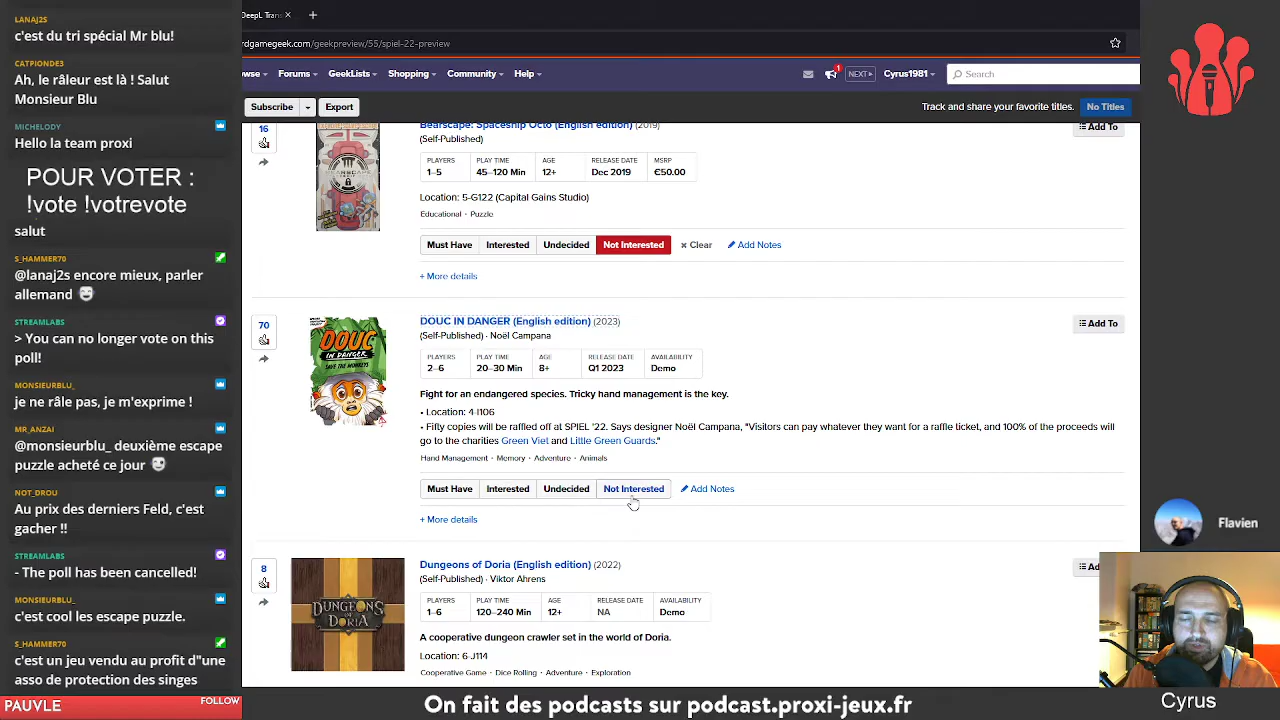 LANAJ2S
c'est du tri spécial Mr blu!
CATPIONDE3
Ah, le râleur est là ! Salut
Monsieur Blu
MICHELODY
Hello la team proxi
POUR VOTER :
!vote !votrevote
salut
S_HAMMER70
@lanaj2s encore mieux, parler
allemand
STREAMLABS
> You can no longer vote on this
poll!
MONSIEURBLU_
je ne râle pas, je m'exprime !
MR_ANZAI
@monsieurblu_deuxième escape
puzzle acheté ce jour
NOT_DROU
Au prix des derniers Feld, c'est
gacher !!
STREAMLABS
- The poll has been cancelled!
MONSIEURBLU_
c'est cool les escape puzzle.
S_HAMMER70
c'est un jeu vendu au profit d"une
asso de protection des singes
PAUVLE
FOLLOW
DeepL Trans
rdgamegeek.com/geekpreview/55/spiel-22-preview
wse
Forums
GeekLists
Shopping
Community
Help
1
NEXT
Cyrus1981
Search
Subscribe
Export
Track and share your favorite titles.
No Titles
16
Bearscape: Spaceship Octo (English edition) (2019)
Add To
(Self-Published)
PLAYERS PLAY TIME AGE RELEASE DATE MSRP
1–5 45–120 Min 12+ Dec 2019 €50.00
Location: 5-G122 (Capital Gains Studio)
Educational · Puzzle
Must Have Interested Undecided Not Interested Clear Add Notes
+ More details
70
DOUC
IN DANGER
SAVE THE MONKEYS
DOUC IN DANGER (English edition) (2023)
Add To
(Self-Published) · Noël Campana
PLAYERS PLAY TIME AGE RELEASE DATE AVAILABILITY
2–6 20–30 Min 8+ Q1 2023 Demo
Fight for an endangered species. Tricky hand management is the key.
• Location: 4-I106
• Fifty copies will be raffled off at SPIEL '22. Says designer Noël Campana, "Visitors can pay whatever they want for a raffle ticket, and 100% of the proceeds will
go to the charities Green Viet and Little Green Guards."
Hand Management · Memory · Adventure · Animals
Must Have Interested Undecided Not Interested Add Notes
+ More details
8
DUNGEONS
OF
DORIA
Dungeons of Doria (English edition) (2022)
Ad
(Self-Published) · Viktor Ahrens
PLAYERS PLAY TIME AGE RELEASE DATE AVAILABILITY
1–6 120–240 Min 12+ NA Demo
A cooperative dungeon crawler set in the world of Doria.
Location: 6-J114
Cooperative Game · Dice Rolling · Adventure · Exploration
Flavien
Cyrus
On fait des podcasts sur podcast.proxi-jeux.fr